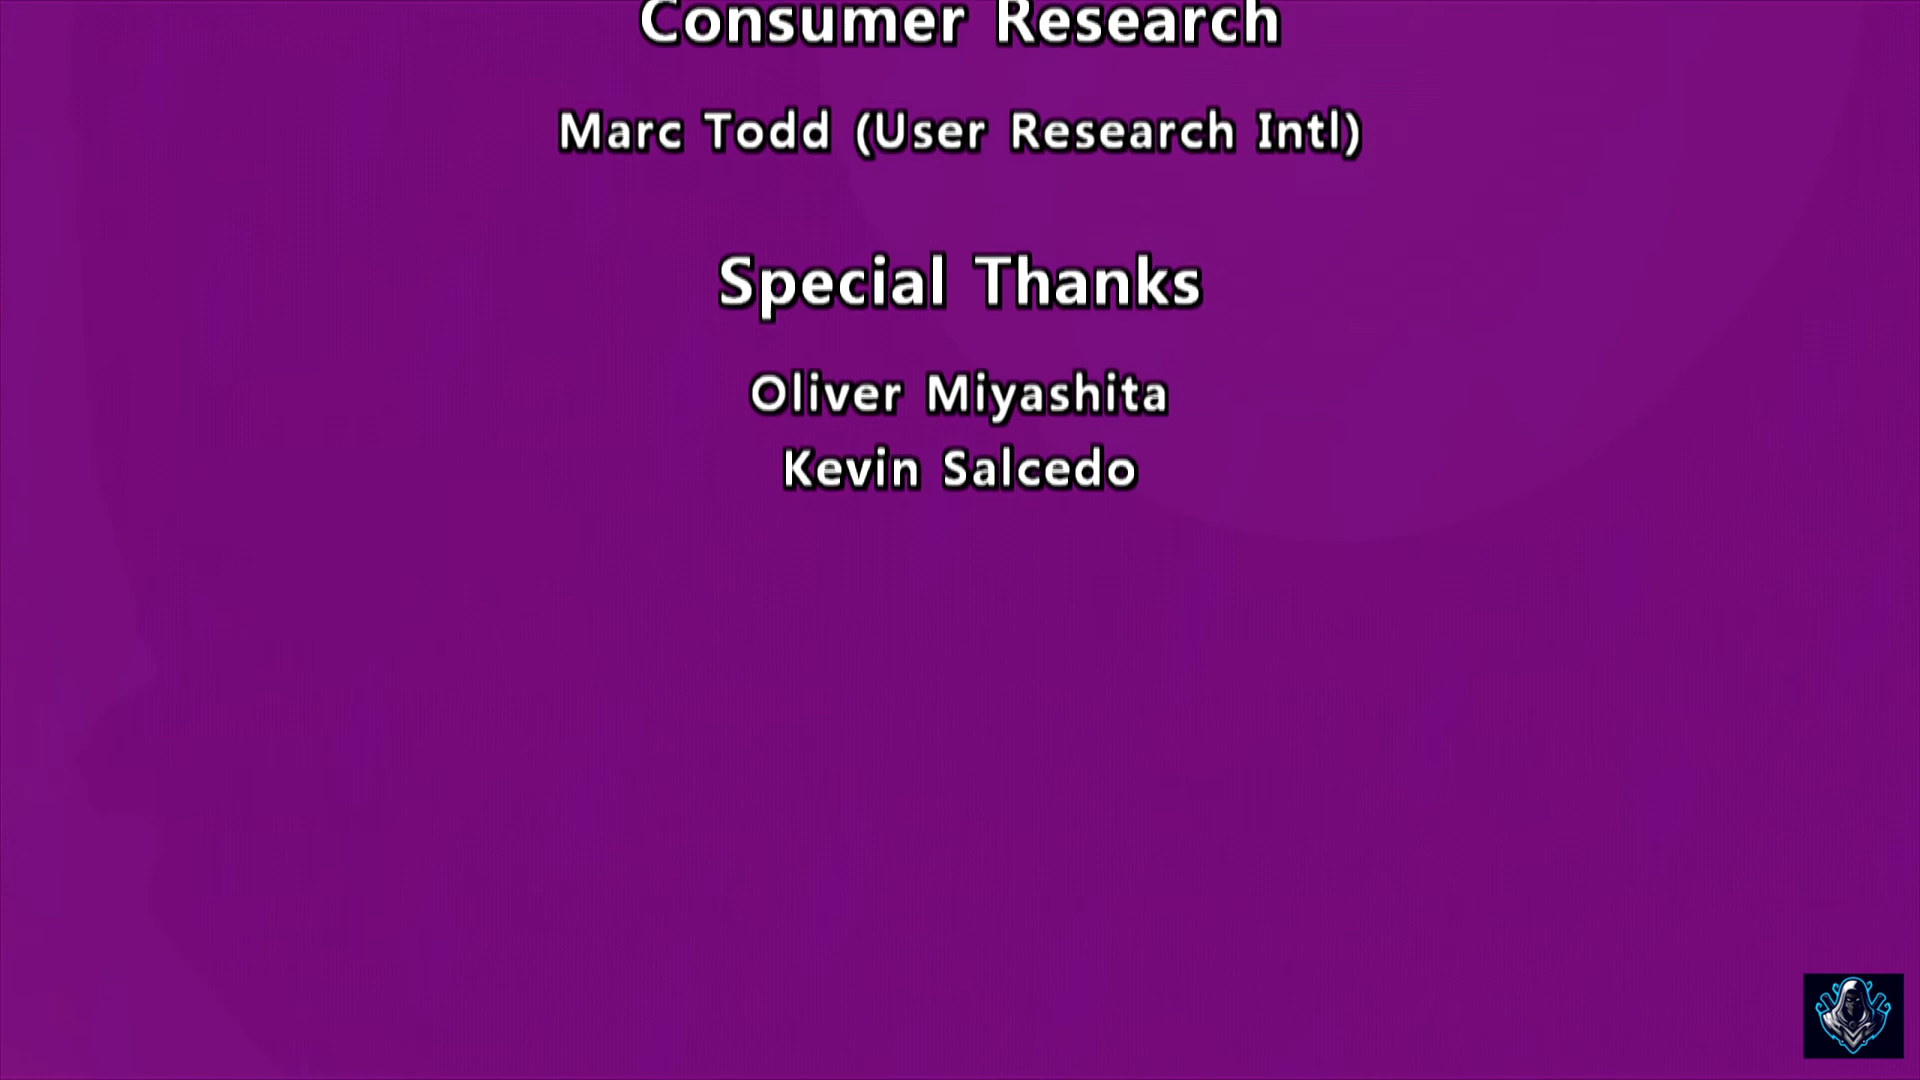 Consumer Research
Marc Todd (User Research Intl)
Special Thanks
Oliver Miyashita
Kevin Salcedo